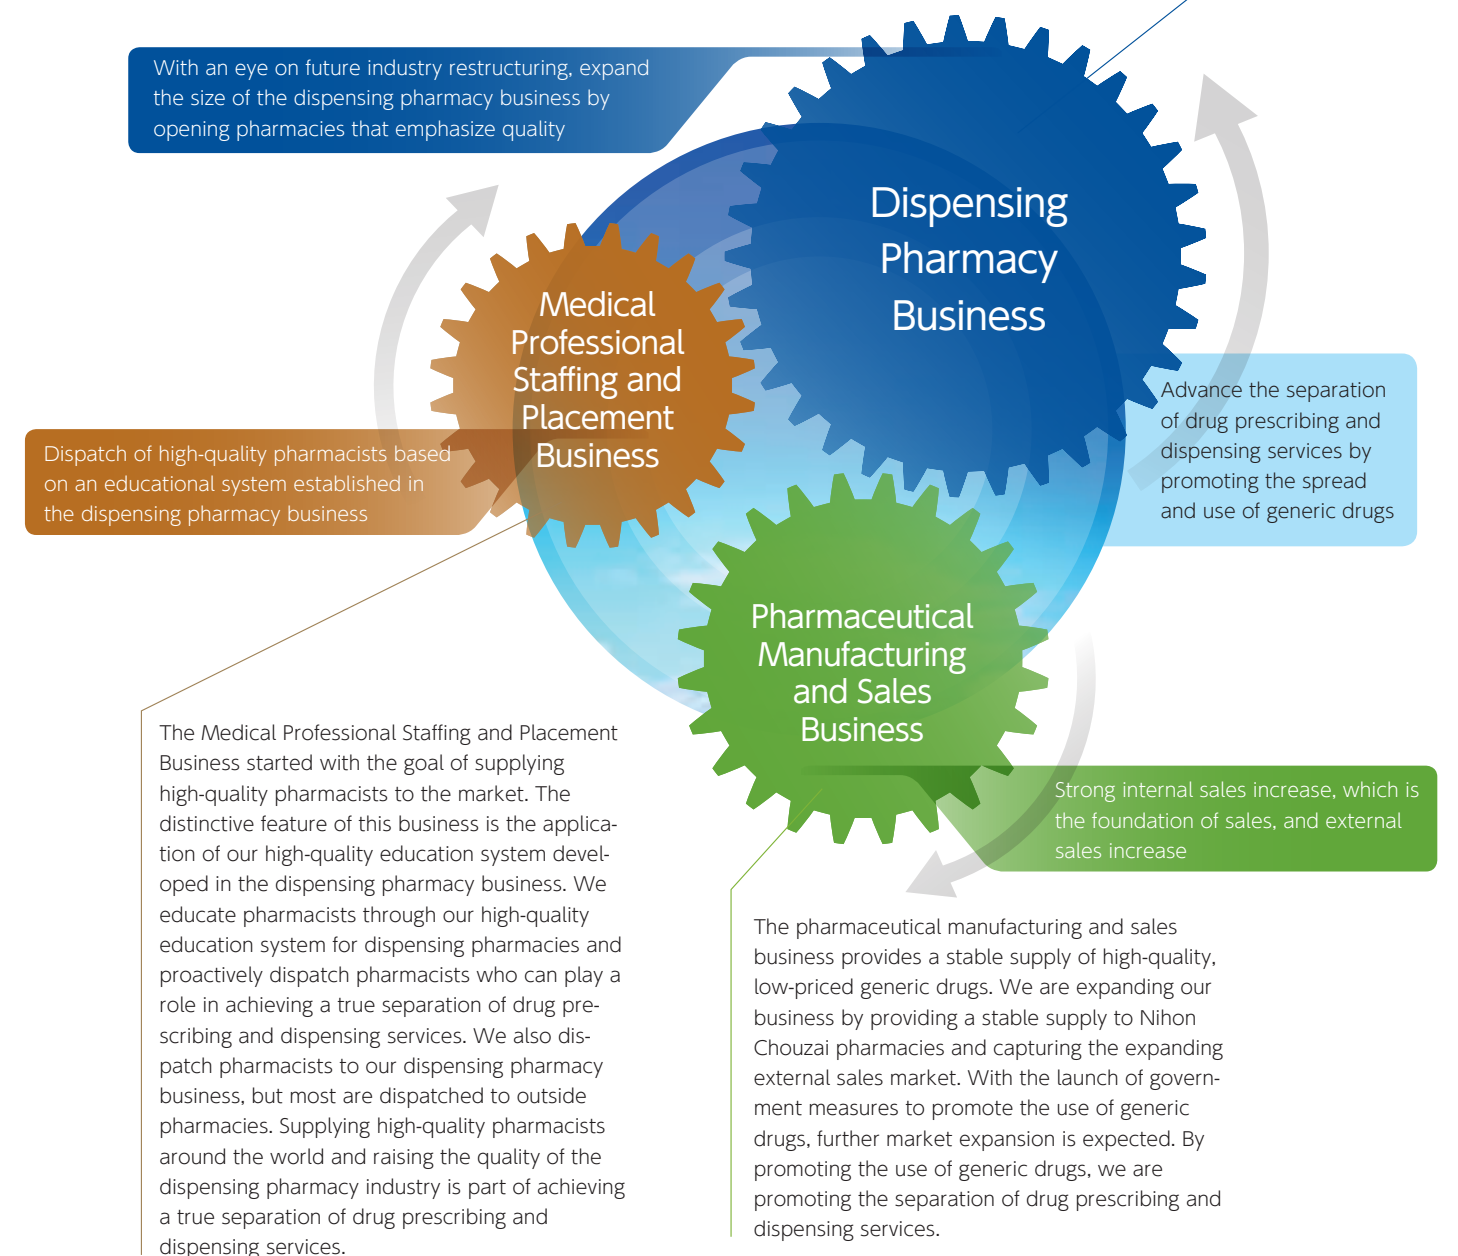 With an eye on future industry restructuring, expand
the size of the dispensing pharmacy business by
opening pharmacies that emphasize quality
Dispensing
Pharmacy
Business
Medical
Professional
Staffing and
Placement
Business
Advance the separation
of drug prescribing and
dispensing services by
promoting the spread
and use of generic drugs
Dispatch of high-quality pharmacists based
on an educational system established in
the dispensing pharmacy business
Pharmaceutical
Manufacturing
and Sales
Business
Strong internal sales increase, which is
the foundation of sales, and external
sales increase
The Medical Professional Staffing and Placement
Business started with the goal of supplying
high-quality pharmacists to the market. The
distinctive feature of this business is the applica-
tion of our high-quality education system devel-
oped in the dispensing pharmacy business. We
educate pharmacists through our high-quality
education system for dispensing pharmacies and
proactively dispatch pharmacists who can play a
role in achieving a true separation of drug pre-
scribing and dispensing services. We also dis-
patch pharmacists to our dispensing pharmacy
business, but most are dispatched to outside
pharmacies. Supplying high-quality pharmacists
around the world and raising the quality of the
dispensing pharmacy industry is part of achieving
a true separation of drug prescribing and
dispensing services.
The pharmaceutical manufacturing and sales
business provides a stable supply of high-quality,
low-priced generic drugs. We are expanding our
business by providing a stable supply to Nihon
Chouzai pharmacies and capturing the expanding
external sales market. With the launch of govern-
ment measures to promote the use of generic
drugs, further market expansion is expected. By
promoting the use of generic drugs, we are
promoting the separation of drug prescribing and
dispensing services.